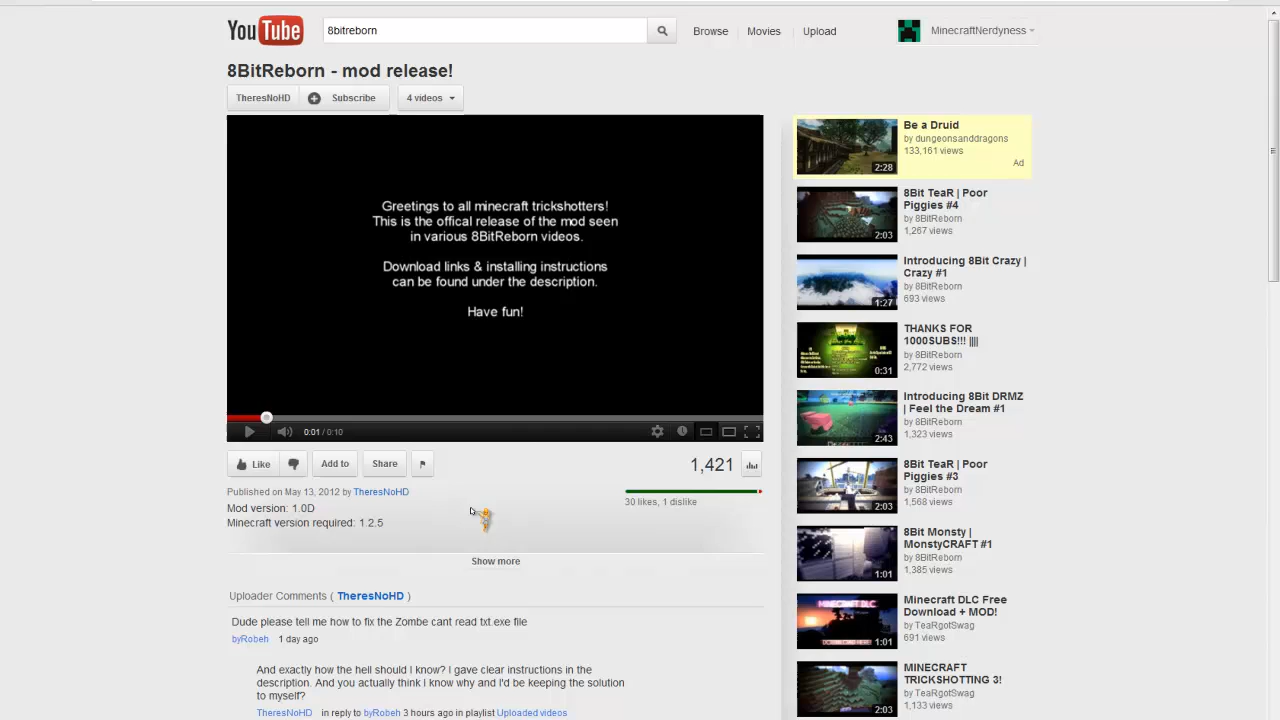 YouTube
8bitreborn
Browse
Movies
Upload
MinecraftNerdyness
8BitReborn - mod release!
TheresNoHD
Subscribe
4 videos
Greetings to all minecraft trickshotters!
This is the offical release of the mod seen
in various 8BitReborn videos.
Download links & installing instructions
can be found under the description.
Have fun!
0:01 / 0:10
Like
Add to
Share
1,421
Published on May 13, 2012 by TheresNoHD
30 likes, 1 dislike
Mod version: 1.0D
Minecraft version required: 1.2.5
Show more
Uploader Comments ( TheresNoHD )
Dude please tell me how to fix the Zombe cant read txt.exe file
byRobeh 1 day ago
And exactly how the hell should i know? I gave clear instructions in the
description. And you actually think i know why and i'd be keeping the solution
to myself?
TheresNoHD in reply to byRobeh 3 hours ago in playlist Uploaded videos
Be a Druid
by dungeonsanddragons
133,161 views
Ad
2:28
8Bit TeaR | Poor
Piggies #4
by 8BitReborn
1,267 views
2:03
Introducing 8Bit Crazy |
Crazy #1
by 8BitReborn
693 views
1:27
THANKS FOR
1000SUBS!!! ||||
by 8BitReborn
2,772 views
0:31
Introducing 8Bit DRMZ
| Feel the Dream #1
by 8BitReborn
1,323 views
2:43
8Bit TeaR | Poor
Piggies #3
by 8BitReborn
1,568 views
2:03
8Bit Monsty |
MonstyCRAFT #1
by 8BitReborn
1,385 views
1:01
Minecraft DLC Free
Download + MOD!
by TeaRgotSwag
691 views
MINECRAFT DLC
1:01
MINECRAFT
TRICKSHOTTING 3!
by TeaRgotSwag
1,133 views
2:03